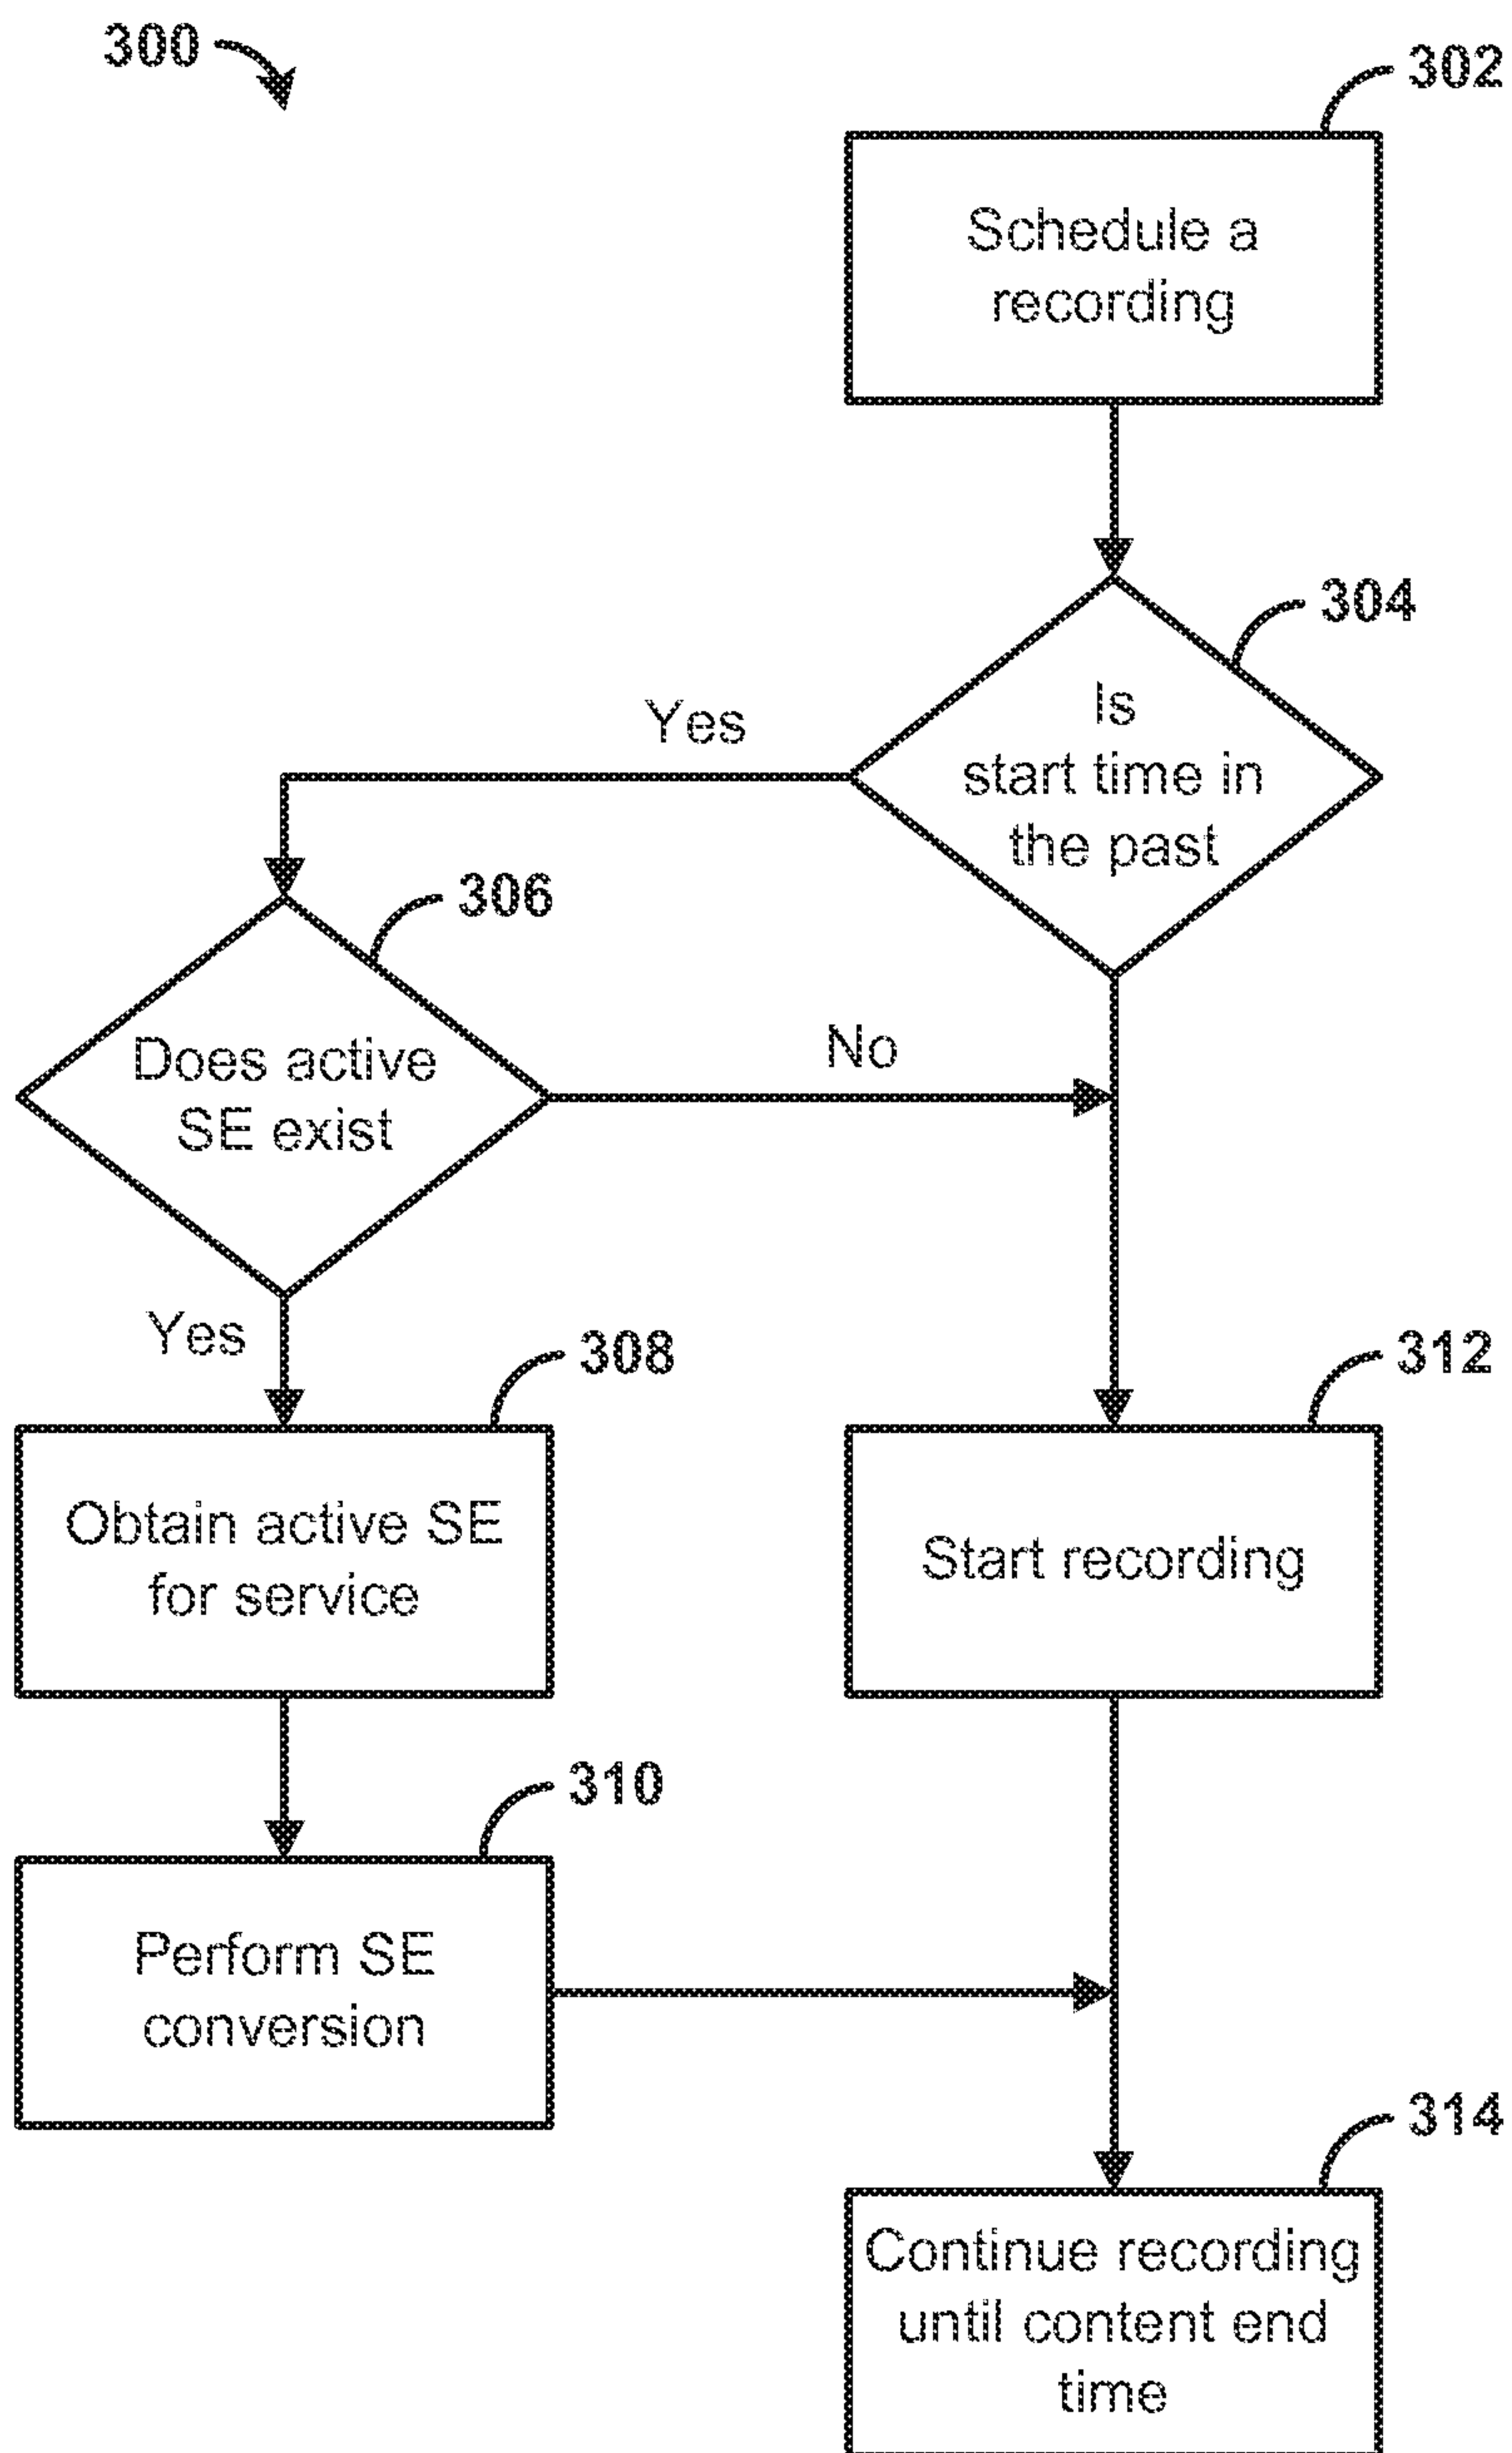 300
302
Schedule a
recording
304
Is
start time in
the past
Yes
306
Does active
SE exist
No
Yes
308
Obtain active SE
for service
312
Start recording
310
Perform SE
conversion
314
Continue recording
until content end
time